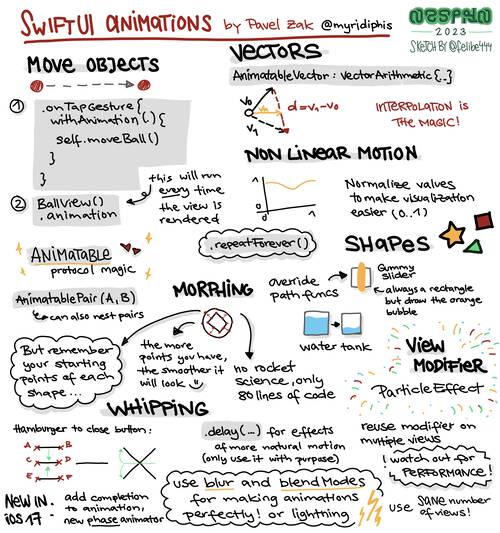 SWIFTUI ANIMATIONS by Pavel Zak @myridiphis
NSSPAIN
2023
SKETCH BY @felibe444
MOVE OBJECTS
1
.onTapGesture {
withAnimation(..) {
self.moveBall()
}
}
2
BallView()
.animation
this will run
every time
the view is
rendered
ANIMATABLE
protocol magic
AnimatablePair(A,B)
can also nest pairs
But remember
your starting
points of each
shape...
VECTORS
AnimatableVector: VectorArithmetic {..}
V0
V1
d=V1-V0
INTERPOLATION is
THE MAGIC!
NON LINEAR MOTION
1
0
0
1
Normalize values
to make visualization
easier (0..1)
.repeatForever()
SHAPES
override
path funcs
Gummy
slider
always a rectangle
but draw the orange
bubble
water tank
MORPHING
the more
points you have,
the smoother it
will look
no rocket
science, only
80 lines of code
VIEW
MODIFIER
ParticleEffect
reuse modifier on
multiple views
! watch out for
PERFORMANCE!
use SANE number
of views!
WHIPPING
Hamburger to close button:
A B
C D
E F
.delay(...) for effects
of more natural motion
(only use it with purpose)
use blur and blendModes
for making animations
perfectly! or lightning
NEW IN
iOS 17:
add completion
to animation,
new phase animator